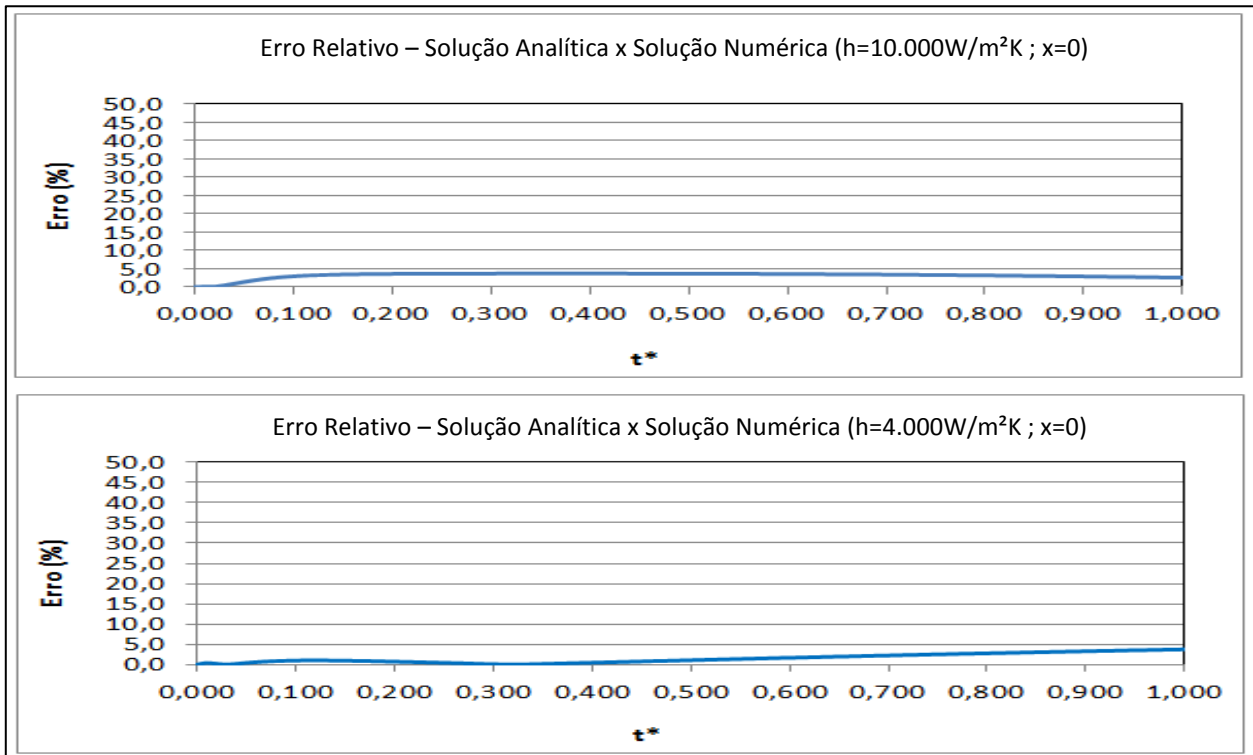 Erro Relativo – Solução Analítica x Solução Numérica (h=10.000W/m²K ; x=0)
50,0
45,0
40,0
35,0
30,0
25,0
20,0
15,0
10,0
5,0
0,0
Erro (%)
0,000 0,100 0,200 0,300 0,400 0,500 0,600 0,700 0,800 0,900 1,000
t*
Erro Relativo – Solução Analítica x Solução Numérica (h=4.000W/m²K ; x=0)
50,0
45,0
40,0
35,0
30,0
25,0
20,0
15,0
10,0
5,0
0,0
Erro (%)
0,000 0,100 0,200 0,300 0,400 0,500 0,600 0,700 0,800 0,900 1,000
t*